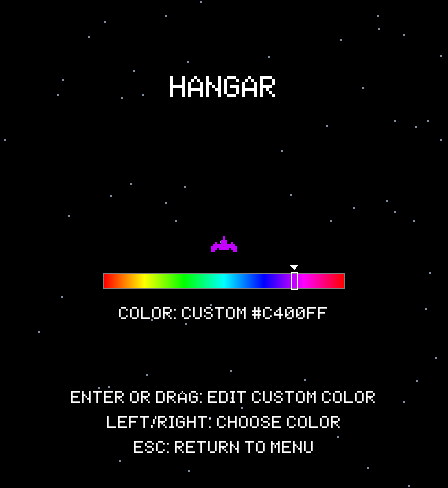 HANGAR
COLOR: CUSTOM #C400FF
ENTER OR DRAG: EDIT CUSTOM COLOR
LEFT/RIGHT: CHOOSE COLOR
ESC: RETURN TO MENU